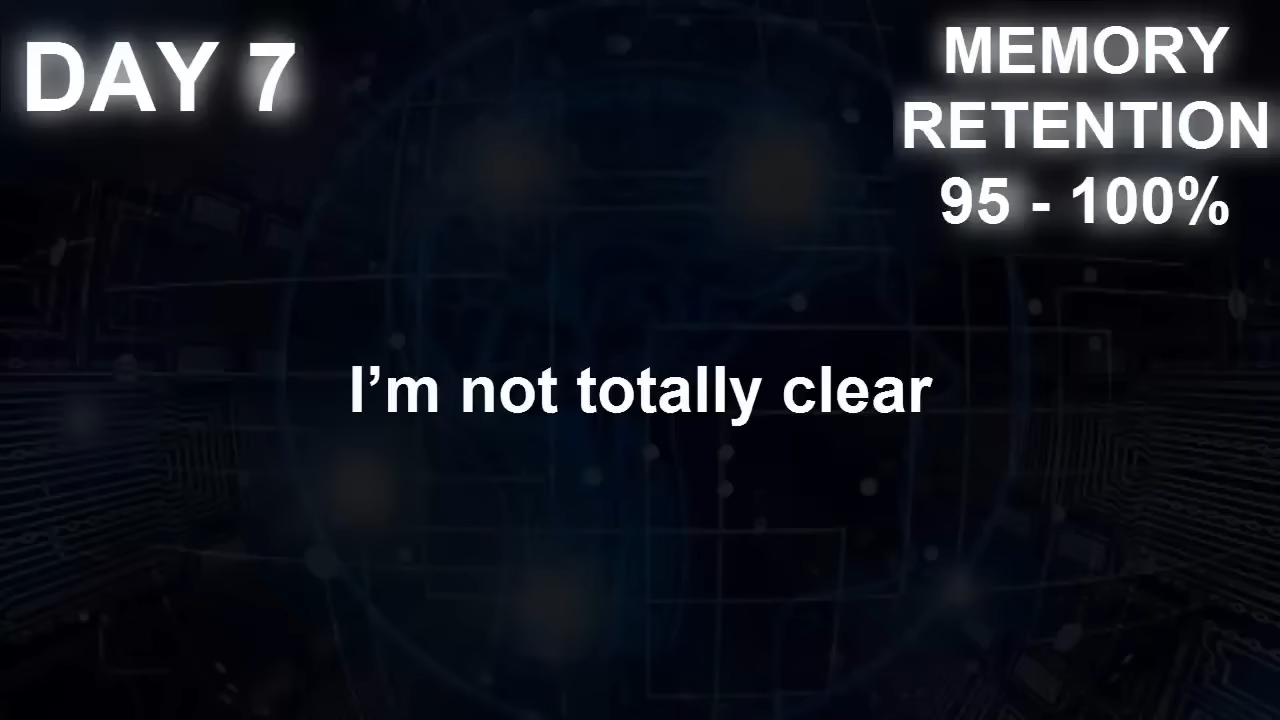 DAY 7
MEMORY
RETENTION
95 - 100%
I’m not totally clear